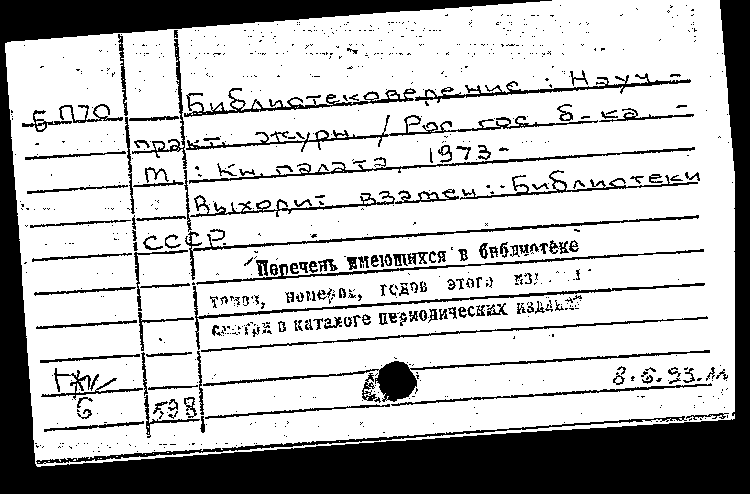 Б П70 Библиотековедение : Науч.-
практ. журн. / Рос. гос. б-ка. -
М. : Кн. палата, 1973-
Выходит взамен: Библиотеки
СССР.
Перечень имеющихся в библиотеке
томов, номеров, годов этого
смотри в каталоге периодических изданий
6 598 8.6.93.